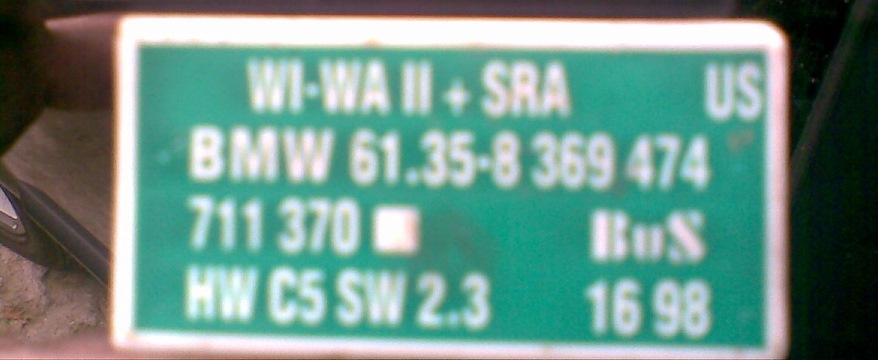 WI-WA II + SRA US
BMW 61.35-8 369 474
711 370 BuS
HW C5 SW 2.3 16 98